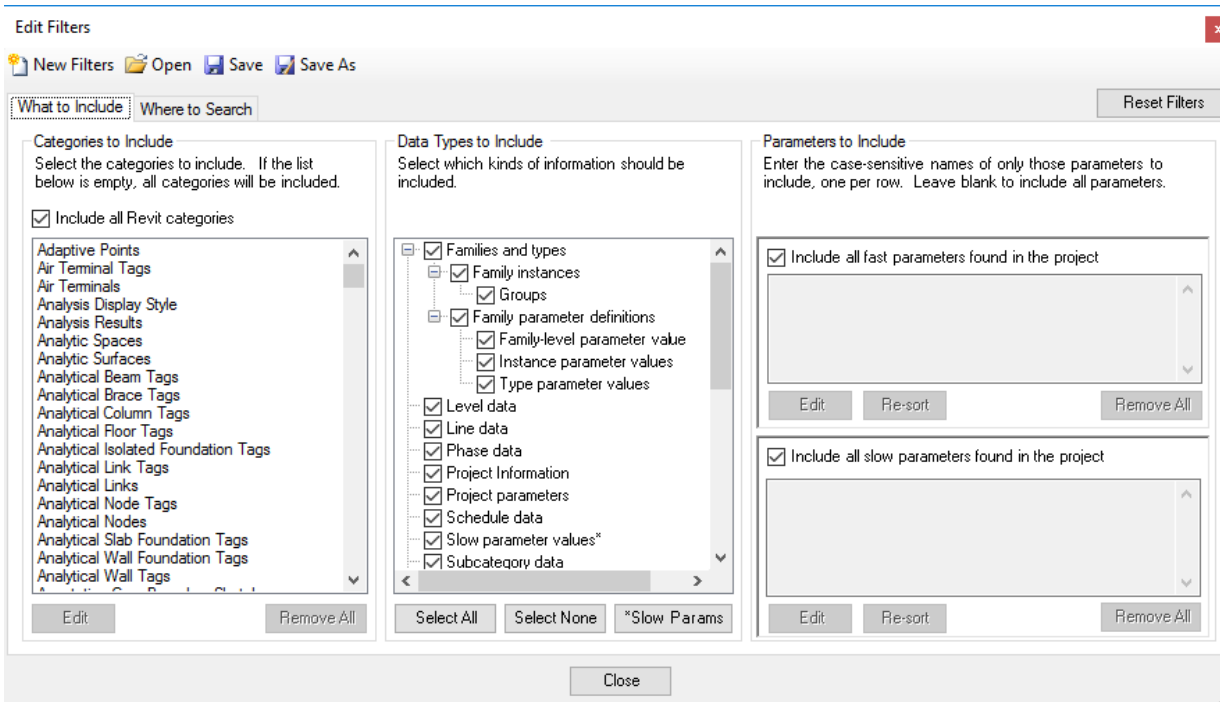 Edit Filters
New Filters Open Save Save As
What to Include Where to Search Reset Filters
Categories to Include
Select the categories to include. If the list
below is empty, all categories will be included.
Include all Revit categories
Adaptive Points
Air Terminal Tags
Air Terminals
Analysis Display Style
Analysis Results
Analytic Spaces
Analytic Surfaces
Analytical Beam Tags
Analytical Brace Tags
Analytical Column Tags
Analytical Floor Tags
Analytical Isolated Foundation Tags
Analytical Link Tags
Analytical Links
Analytical Node Tags
Analytical Nodes
Analytical Slab Foundation Tags
Analytical Wall Foundation Tags
Analytical Wall Tags
Edit Remove All
Data Types to Include
Select which kinds of information should be
included.
Families and types
Family instances
Groups
Family parameter definitions
Family-level parameter value
Instance parameter values
Type parameter values
Level data
Line data
Phase data
Project Information
Project parameters
Schedule data
Slow parameter values*
Subcategory data
Select All Select None *Slow Params
Parameters to Include
Enter the case-sensitive names of only those parameters to
include, one per row. Leave blank to include all parameters.
Include all fast parameters found in the project
Edit Re-sort Remove All
Include all slow parameters found in the project
Edit Re-sort Remove All
Close